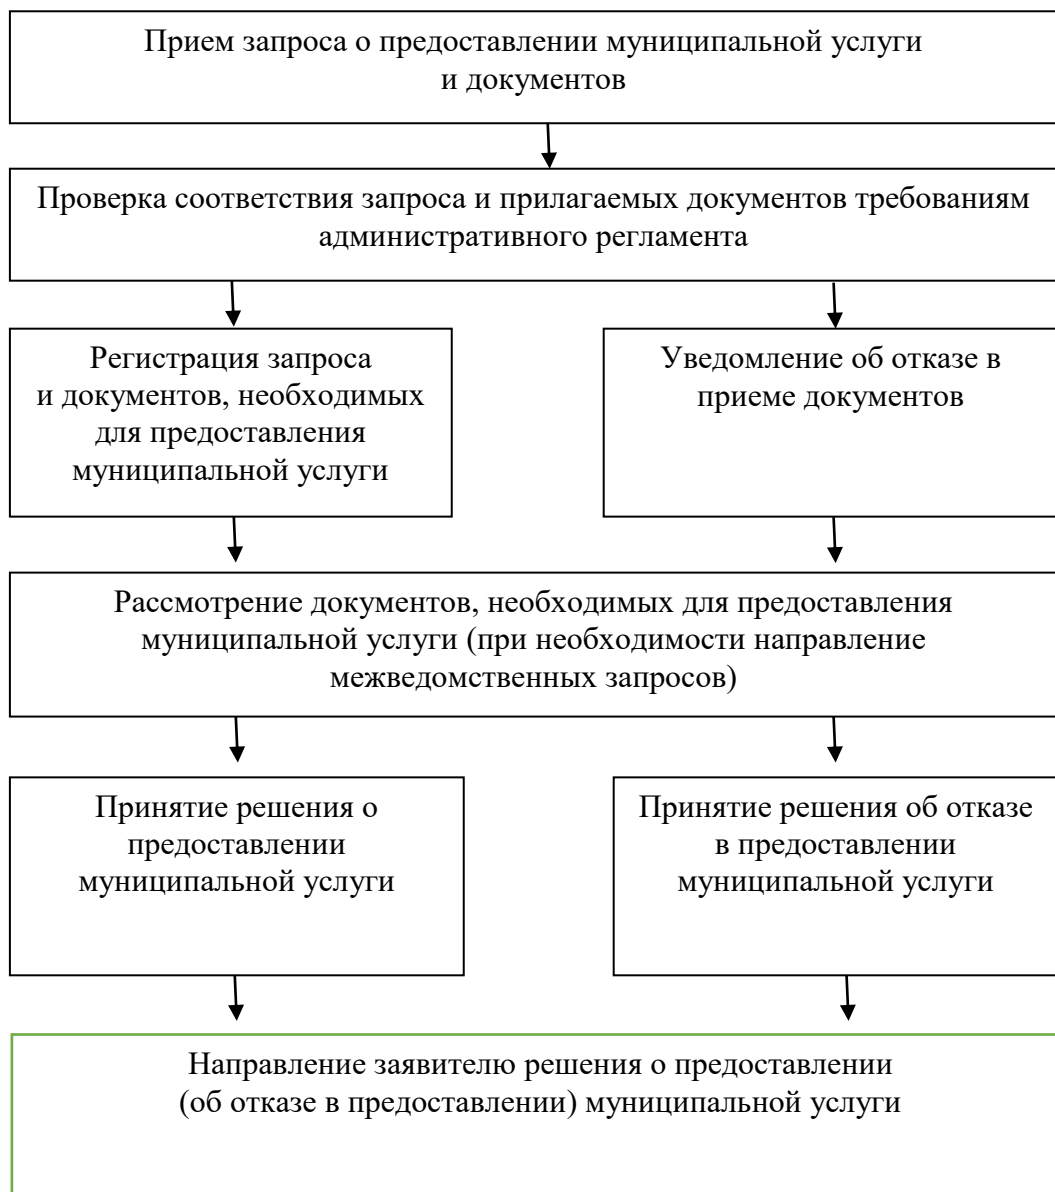 Прием запроса о предоставлении муниципальной услуги
и документов
Проверка соответствия запроса и прилагаемых документов требованиям
административного регламента
Регистрация запроса
и документов, необходимых
для предоставления
муниципальной услуги
Уведомление об отказе в
приеме документов
Рассмотрение документов, необходимых для предоставления
муниципальной услуги (при необходимости направление
межведомственных запросов)
Принятие решения о
предоставлении
муниципальной услуги
Принятие решения об отказе
в предоставлении
муниципальной услуги
Направление заявителю решения о предоставлении
(об отказе в предоставлении) муниципальной услуги